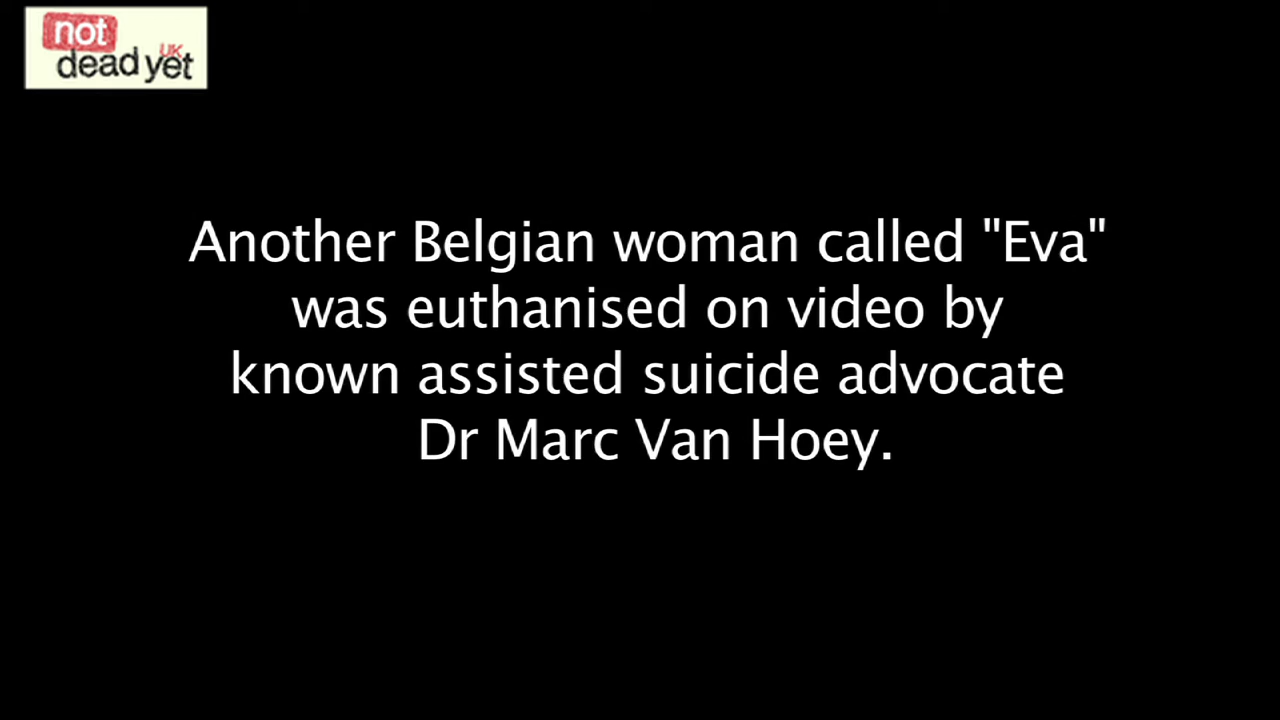 not
UK
dead yet
Another Belgian woman called "Eva"
was euthanised on video by
known assisted suicide advocate
Dr Marc Van Hoey.